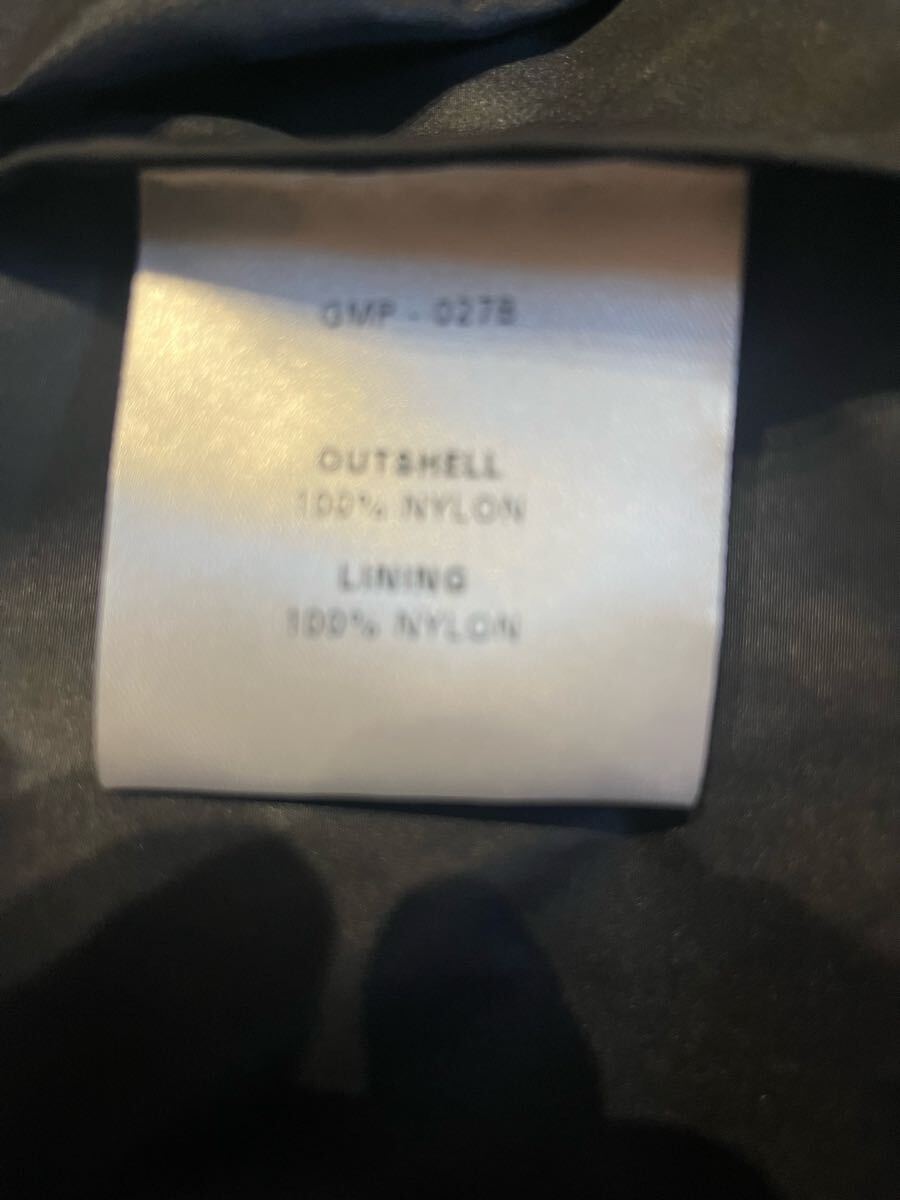 GMP - 027B
OUTSHELL
100% NYLON
LINING
100% NYLON